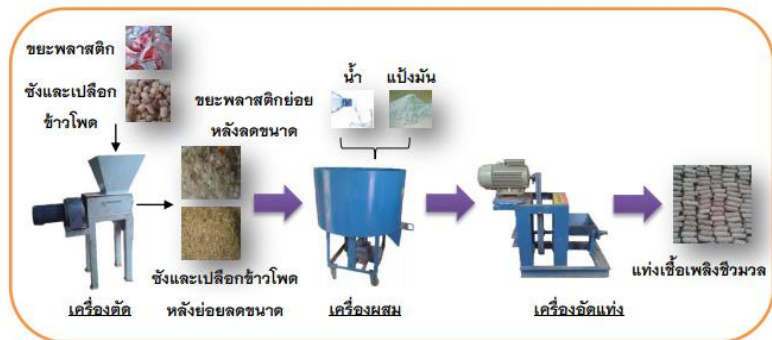 ขยะพลาสติก
ซังและเปลือก
ข้าวโพด
ขยะพลาสติกย่อย
หลังลดขนาด
น้ำ
แป้งมัน
ซังและเปลือกข้าวโพด
หลังย่อยลดขนาด
เครื่องตัด
เครื่องผสม
เครื่องอัดแท่ง
แท่งเชื้อเพลิงชีวมวล